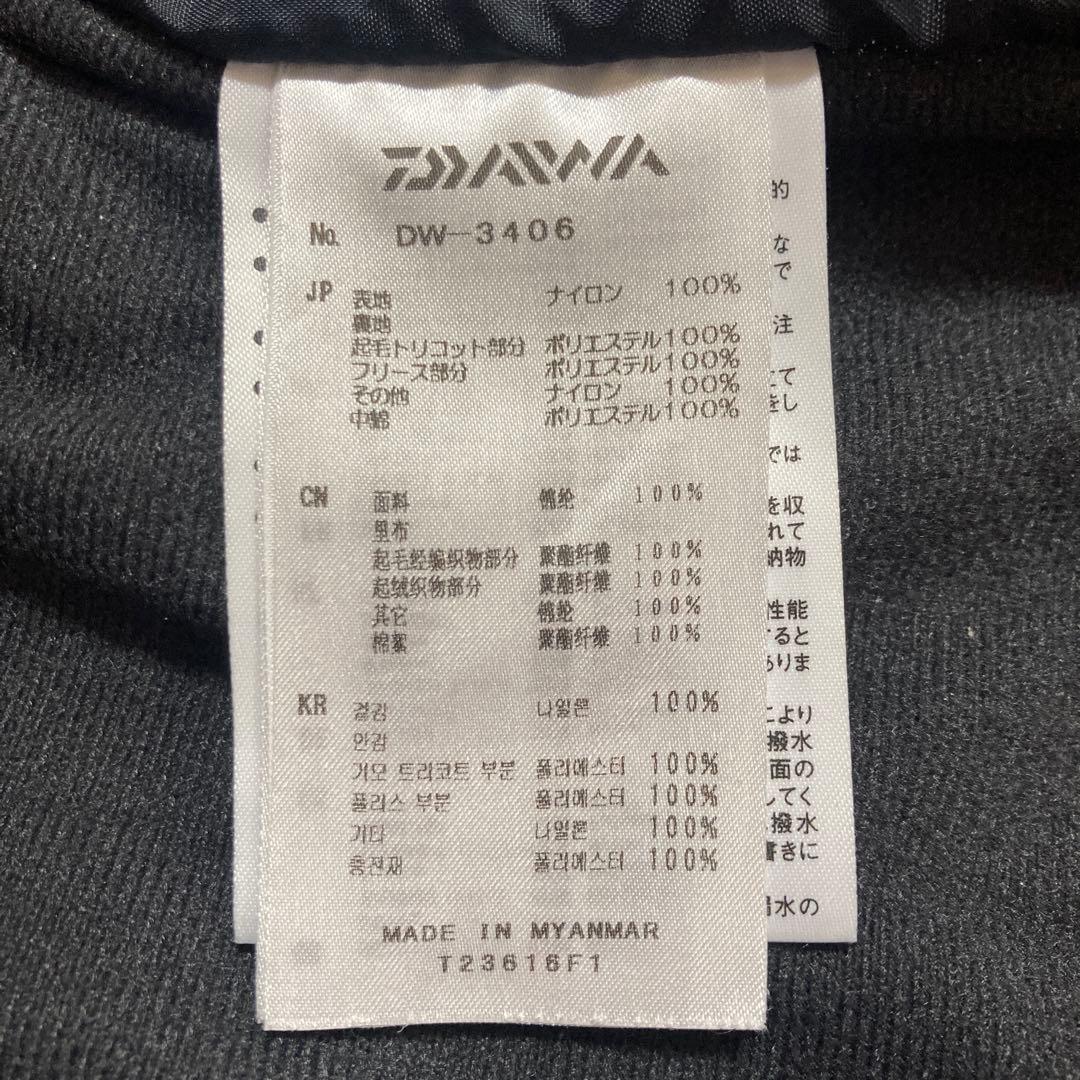 DAIWA
No. DW-3406
JP 表地 ナイロン 100%
裏地
起毛トリコット部分 ポリエステル100%
フリース部分 ポリエステル100%
その他 ナイロン 100%
中綿 ポリエステル100%
CN 面料 锦纶 100%
里布
起毛经编织物部分 聚酯纤维 100%
起绒织物部分 聚酯纤维 100%
其它 锦纶 100%
棉絮 聚酯纤维 100%
KR 겉감 나일론 100%
안감
기모 트리코트 부분 폴리에스터 100%
플리스 부분 폴리에스터 100%
기타 나일론 100%
충전재 폴리에스터 100%
MADE IN MYANMAR
T23616F1
的
な
で
注
て
をし
では
を収
れて
納物
性能
ると
りま
により
撥水
面の
してく
撥水
書きに
水の